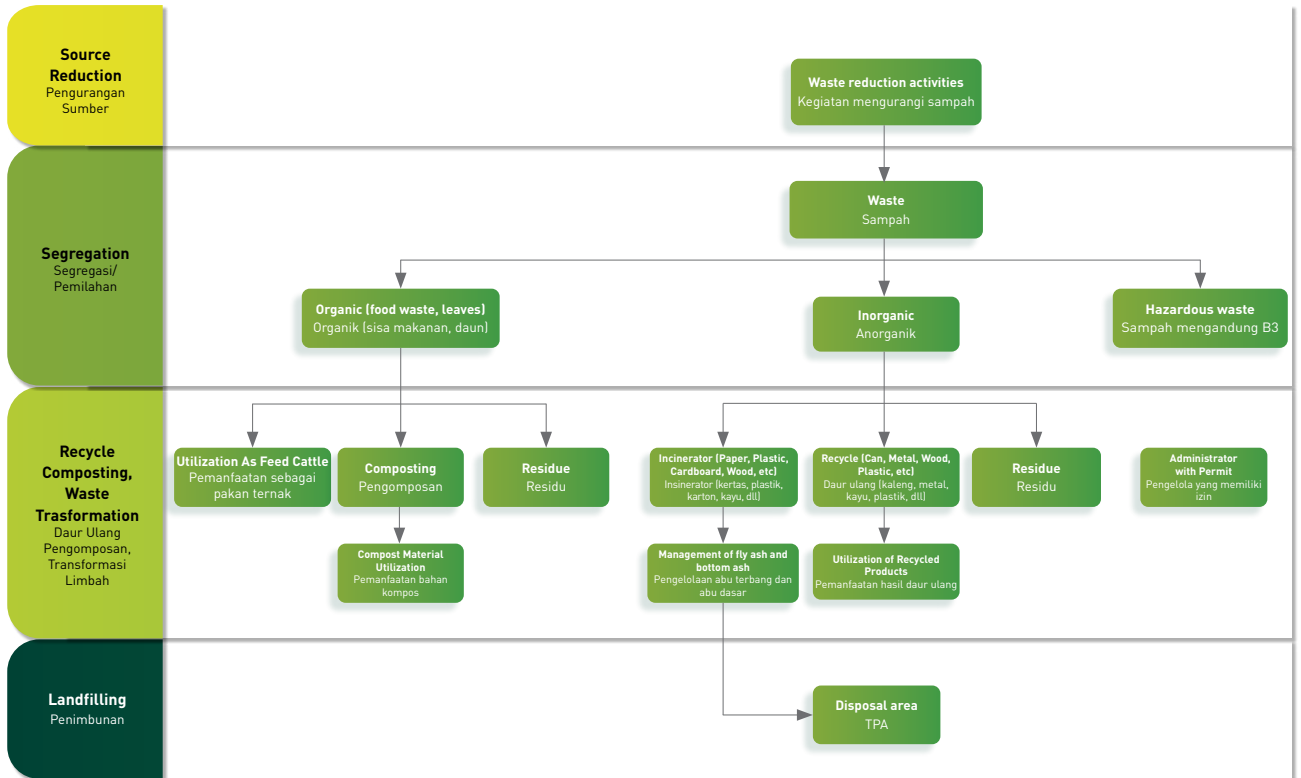 Source
Reduction
Pengurangan
Sumber
Waste reduction activities
Kegiatan mengurangi sampah
Segregation
Segregasi/
Pemilahan
Waste
Sampah
Organic (food waste, leaves)
Organik (sisa makanan, daun)
Inorganic
Anorganik
Hazardous waste
Sampah mengandung B3
Recycle
Composting,
Waste
Trasformation
Daur Ulang
Pengomposan,
Transformasi
Limbah
Utilization As Feed Cattle
Pemanfaatan sebagai
pakan ternak
Composting
Pengomposan
Residue
Residu
Incinerator (Paper, Plastic,
Cardboard, Wood, etc)
Insinerator (kertas, plastik,
karton, kayu, dll)
Recycle (Can, Metal, Wood,
Plastic, etc)
Daur ulang (kaleng, metal,
kayu, plastik, dll)
Residue
Residu
Administrator
with Permit
Pengelola yang memiliki
izin
Compost Material
Utilization
Pemanfaatan bahan
kompos
Management of fly ash and
bottom ash
Pengelolaan abu terbang dan
abu dasar
Utilization of Recycled
Products
Pemanfaatan hasil daur ulang
Landfilling
Penimbunan
Disposal area
TPA